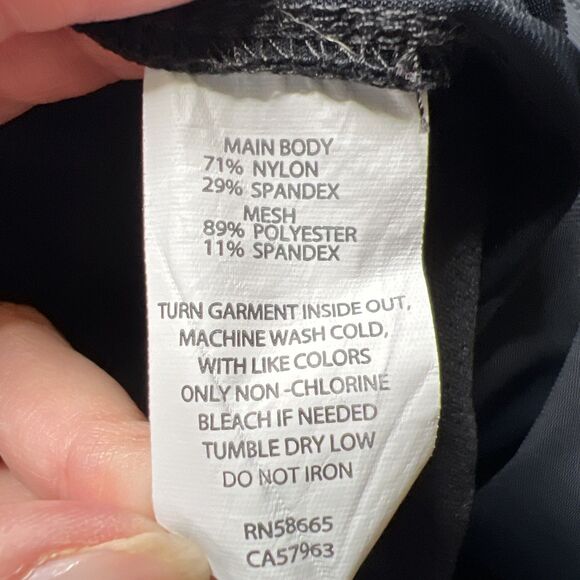 MAIN BODY
71% NYLON
29% SPANDEX
MESH
89% POLYESTER
11% SPANDEX
TURN GARMENT INSIDE OUT,
MACHINE WASH COLD,
WITH LIKE COLORS
ONLY NON -CHLORINE
BLEACH IF NEEDED
TUMBLE DRY LOW
DO NOT IRON
RN58665
CA57963